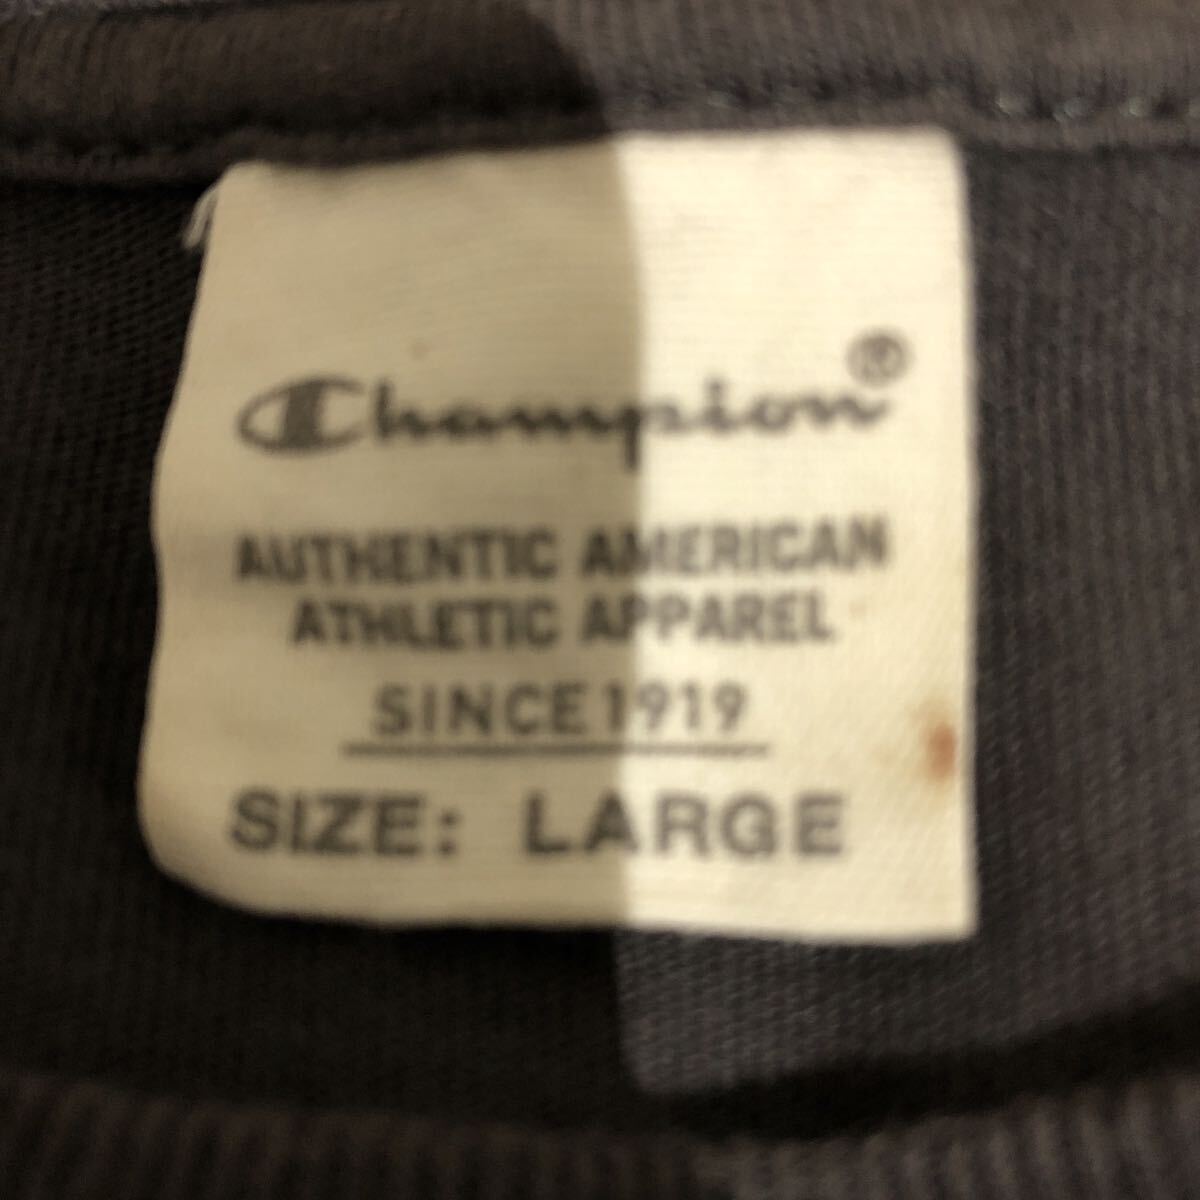 Champion®
AUTHENTIC AMERICAN
ATHLETIC APPAREL
SINCE 1919
SIZE: LARGE